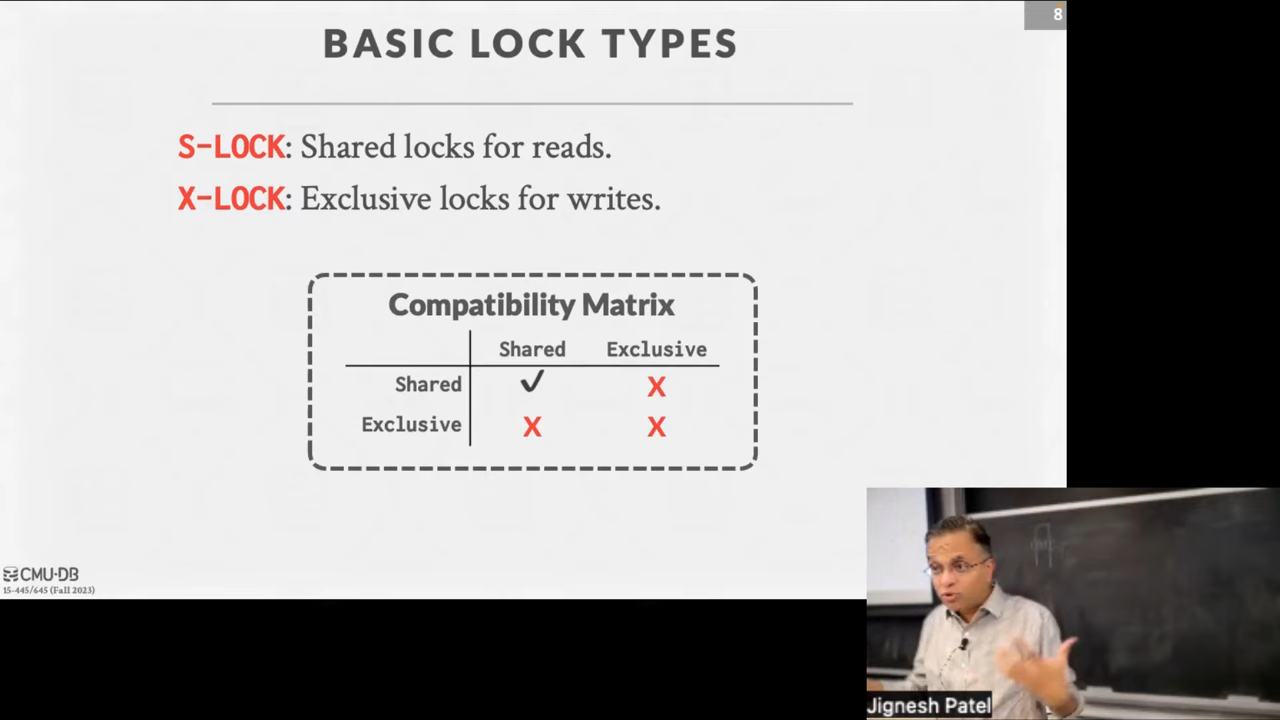 8
BASIC LOCK TYPES
S-LOCK: Shared locks for reads.
X-LOCK: Exclusive locks for writes.
Compatibility Matrix
Shared Exclusive
Shared ✓ X
Exclusive X X
CMU·DB
15-445/645 (Fall 2023)
Jignesh Patel